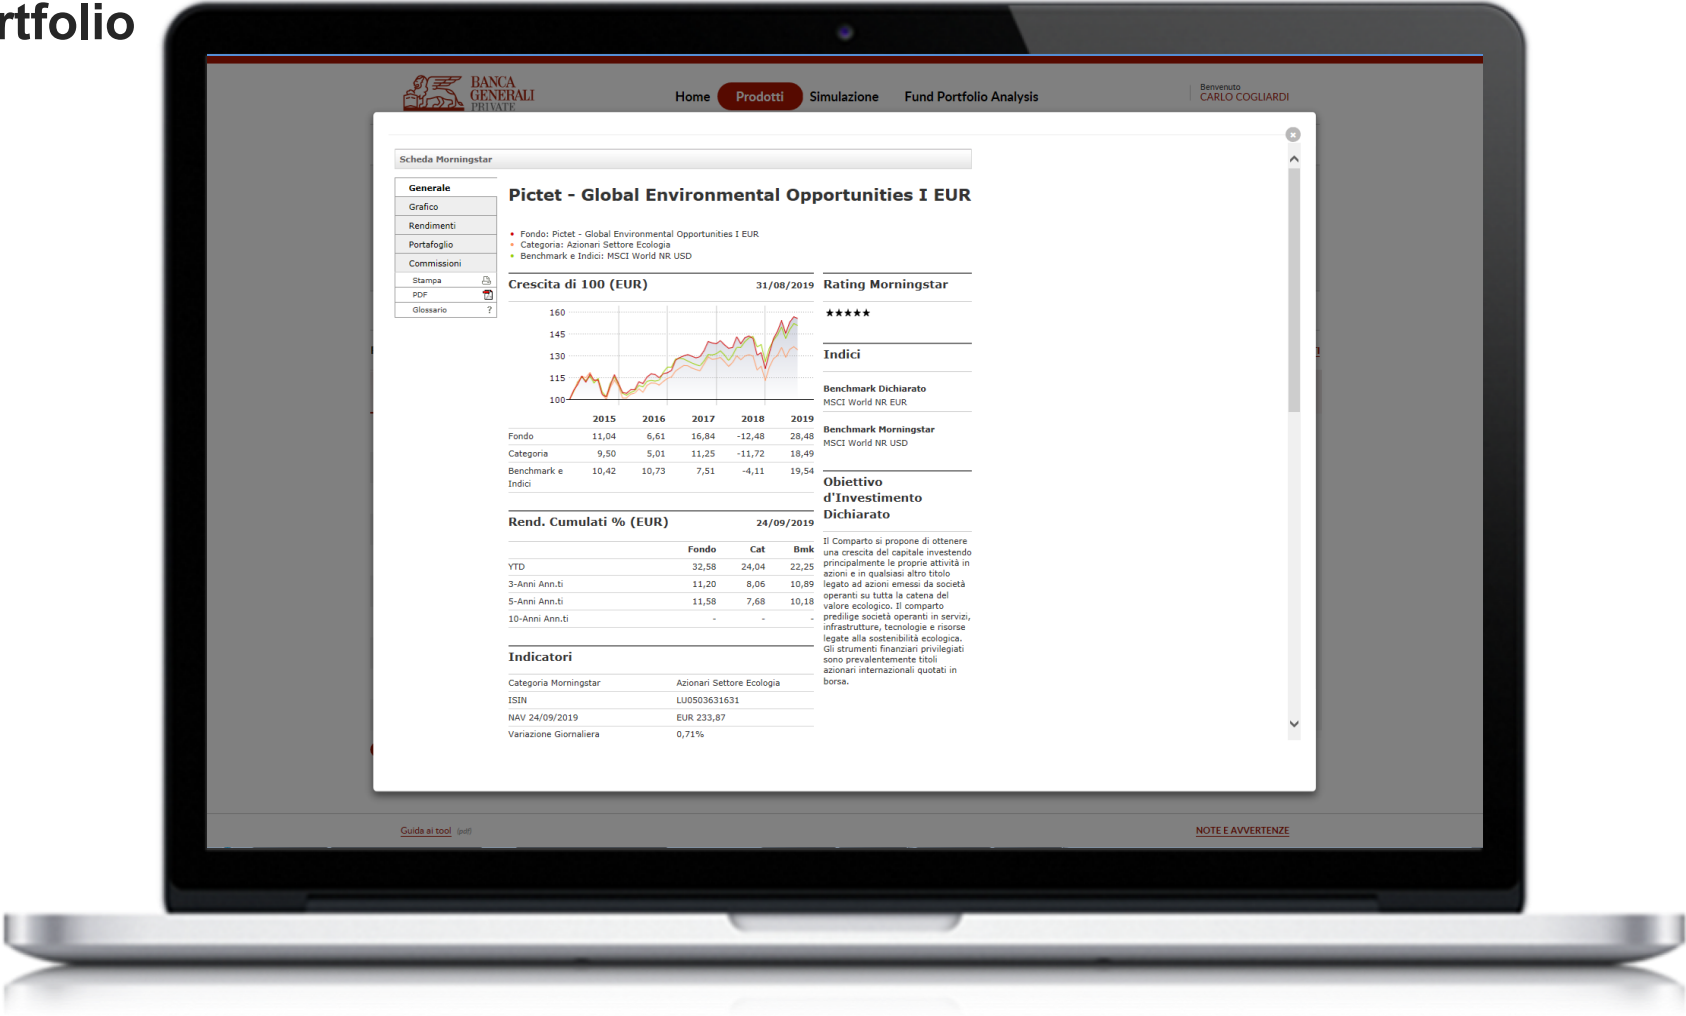 rtfolio
BANCA
GENERALI
PRIVATE
Home Prodotti Simulazione Fund Portfolio Analysis
Benvenuto
CARLO COGLIARDI
Scheda Morningstar
Generale
Grafico
Rendimenti
Portafoglio
Commissioni
Stampa
PDF
Glossario ?
Pictet - Global Environmental Opportunities I EUR
• Fondo: Pictet - Global Environmental Opportunities I EUR
• Categoria: Azionari Settore Ecologia
• Benchmark e Indici: MSCI World NR USD
Crescita di 100 (EUR) 31/08/2019
160
145
130
115
100
2015 2016 2017 2018 2019
Fondo 11,04 6,61 16,84 -12,48 28,48
Categoria 9,50 5,01 11,25 -11,72 18,49
Benchmark e 10,42 10,73 7,51 -4,11 19,54
Indici
Rend. Cumulati % (EUR) 24/09/2019
Fondo Cat Bmk
YTD 32,58 24,04 22,25
3-Anni Ann.ti 11,20 8,06 10,89
5-Anni Ann.ti 11,58 7,68 10,18
10-Anni Ann.ti - - -
Indicatori
Categoria Morningstar Azionari Settore Ecologia
ISIN LU0503631631
NAV 24/09/2019 EUR 233,87
Variazione Giornaliera 0,71%
Rating Morningstar
★★★★★
Indici
Benchmark Dichiarato
MSCI World NR EUR
Benchmark Morningstar
MSCI World NR USD
Obiettivo
d'Investimento
Dichiarato
Il Comparto si propone di ottenere
una crescita del capitale investendo
principalmente le proprie attività in
azioni e in qualsiasi altro titolo
legato ad azioni emessi da società
operanti su tutta la catena del
valore ecologico. Il comparto
predilige società operanti in servizi,
infrastrutture, tecnologie e risorse
legate alla sostenibilità ecologica.
Gli strumenti finanziari privilegiati
sono prevalentemente titoli
azionari internazionali quotati in
borsa.
Guida ai tool (pdf)
NOTE E AVVERTENZE